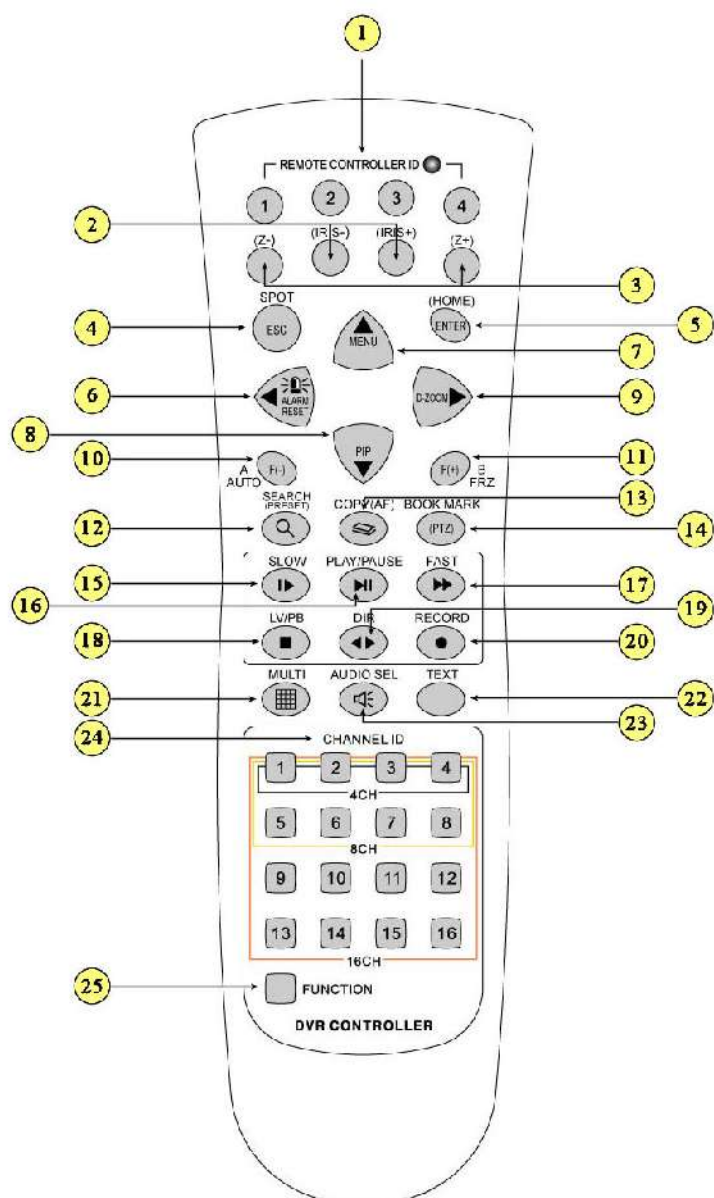 1
REMOTE CONTROLLER ID
1 2 3 4
2
(Z-) (IRIS-) (IRIS+) (Z+)
3
SPOT (HOME)
4 ESC MENU ENTER 5
7
6 ALARM RESET D-ZOOM 9
8 PIP
10 A AUTO F(-) F(+) B FRZ 11
13
SEARCH (PRESET) COPY(AF) BOOK MARK
12 (PTZ) 14
SLOW PLAY/PAUSE FAST
15 17
16 19
LV/PB DIR RECORD
18 20
MULTI AUDIO SEL TEXT
21 22
23
24 CHANNEL ID
1 2 3 4
4CH
5 6 7 8
8CH
9 10 11 12
13 14 15 16
16CH
25 FUNCTION
DVR CONTROLLER